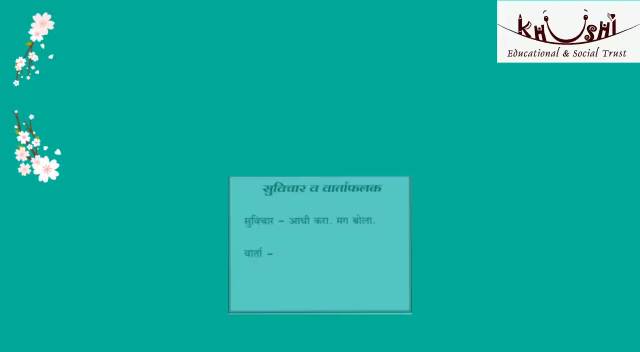 KHUSHI
Educational & Social Trust
सुविचार व वार्ताफलक
सुविचार – आधी करा. मग बोला.
वार्ता –